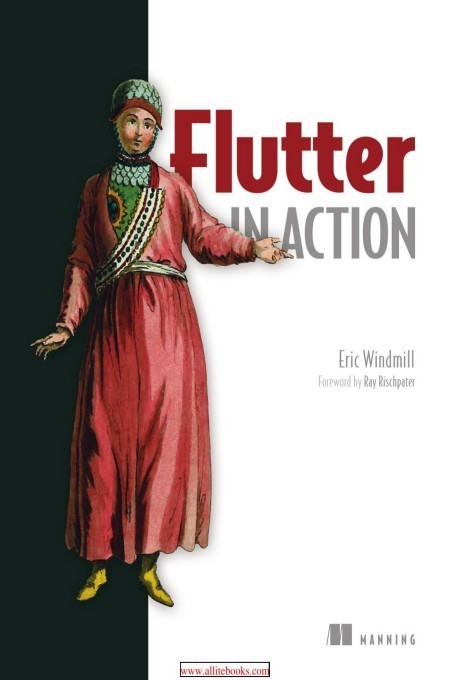 Flutter
IN ACTION
Eric Windmill
Foreword by Ray Rischpater
MANNING
www.allitebooks.com